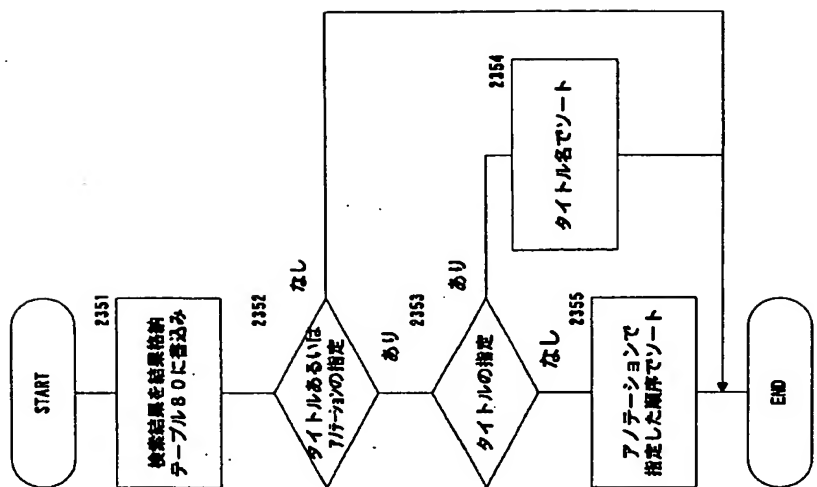 START
2351
検索結果を結果格納
テーブル80に書込み
2352
タイトルあるいは
アノテーションの指定
なし
あり
2353
タイトルの指定
あり
2354
タイトル名でソート
なし
2355
アノテーションで
指定した順序でソート
END